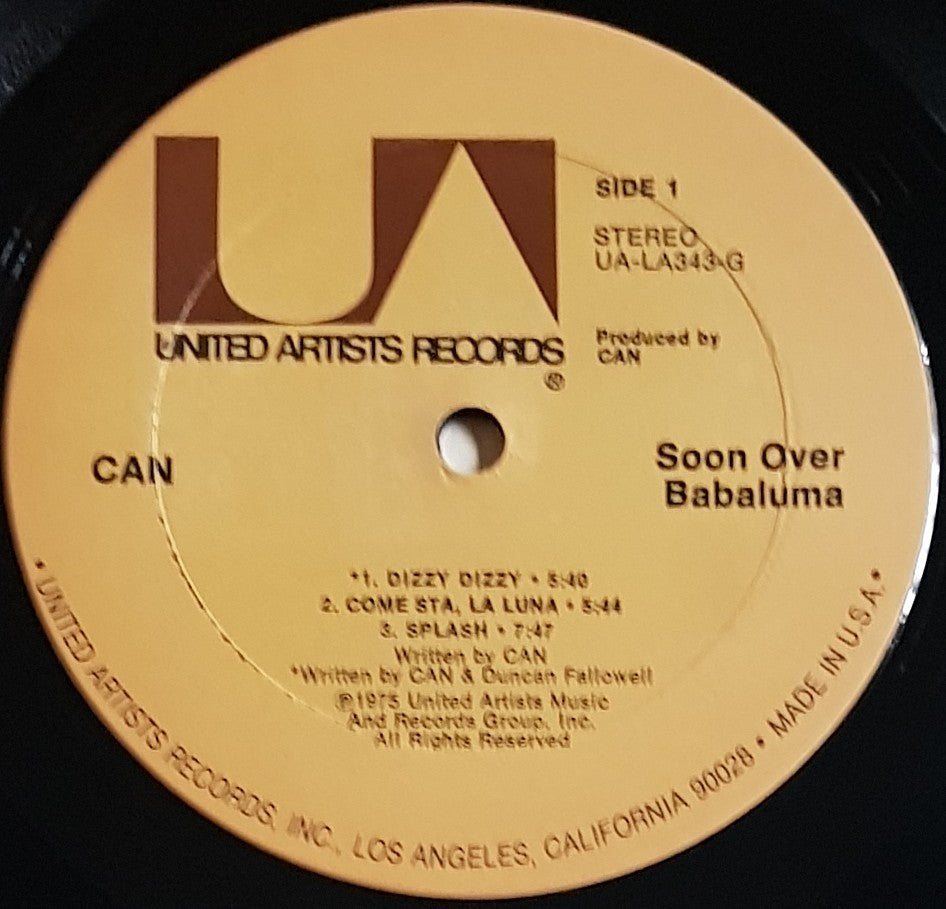 UA
UNITED ARTISTS RECORDS
®
SIDE 1
STEREO
UA-LA343-G
Produced by
CAN
CAN
Soon Over
Babaluma
*1. DIZZY DIZZY • 5:40
2. COME STA, LA LUNA • 5:44
3. SPLASH • 7:47
Written by CAN
*Written by CAN & Duncan Fallowell
℗1975 United Artists Music
And Records Group, Inc.
All Rights Reserved
• UNITED ARTISTS RECORDS, INC., LOS ANGELES, CALIFORNIA 90028 • MADE IN U.S.A. •